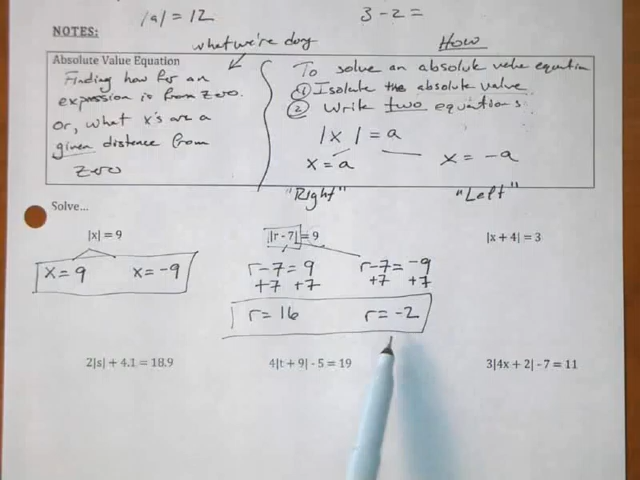 |a| = 12
3 - 2 =
NOTES:
what we're doing
How
Absolute Value Equation
Finding how far an
expression is from zero.
Or, what x's are a
given distance from
zero
To solve an absolute value equation
① Isolate the absolute value
② Write two equations
|x| = a
x = a
x = -a
"Right"
"Left"
Solve...
|x| = 9
|r - 7| = 9
|x + 4| = 3
x = 9
x = -9
r-7 = 9
r-7 = -9
+7 +7
+7 +7
r = 16
r = -2
2|s| + 4.1 = 18.9
4|t + 9| - 5 = 19
3|4x + 2| - 7 = 11